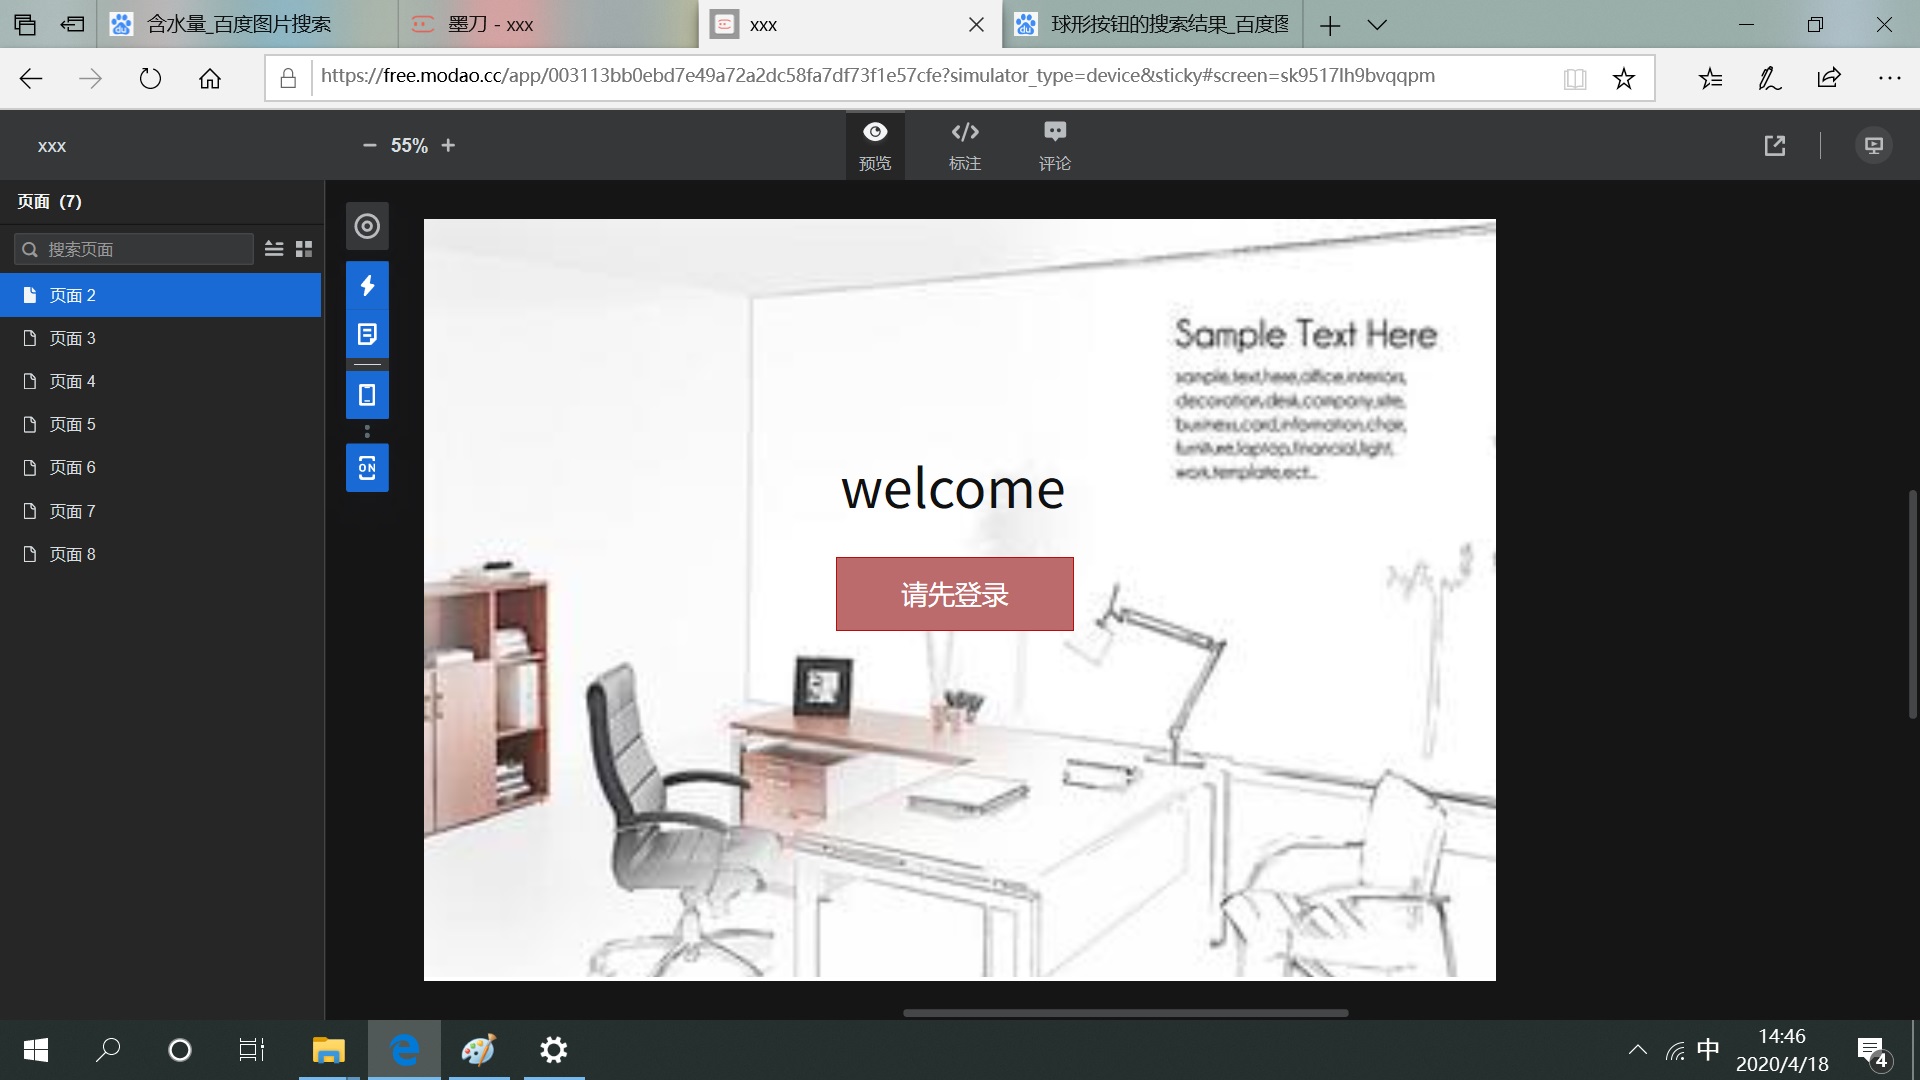 含水量_百度图片搜索
墨刀 - xxx
xxx
球形按钮的搜索结果_百度图
https://free.modao.cc/app/003113bb0ebd7e49a72a2dc58fa7df73f1e57cfe?simulator_type=device&sticky#screen=sk9517lh9bvqqpm
xxx
55%
预览
标注
评论
页面 (7)
搜索页面
页面 2
页面 3
页面 4
页面 5
页面 6
页面 7
页面 8
ON
Sample Text Here
sample,text,here,office,interiors,
decoration,desk,company,site,
business,card,infomation,chair,
furniture,laptop,financial,light,
work,template,ect...
welcome
请先登录
中
14:46
2020/4/18
4